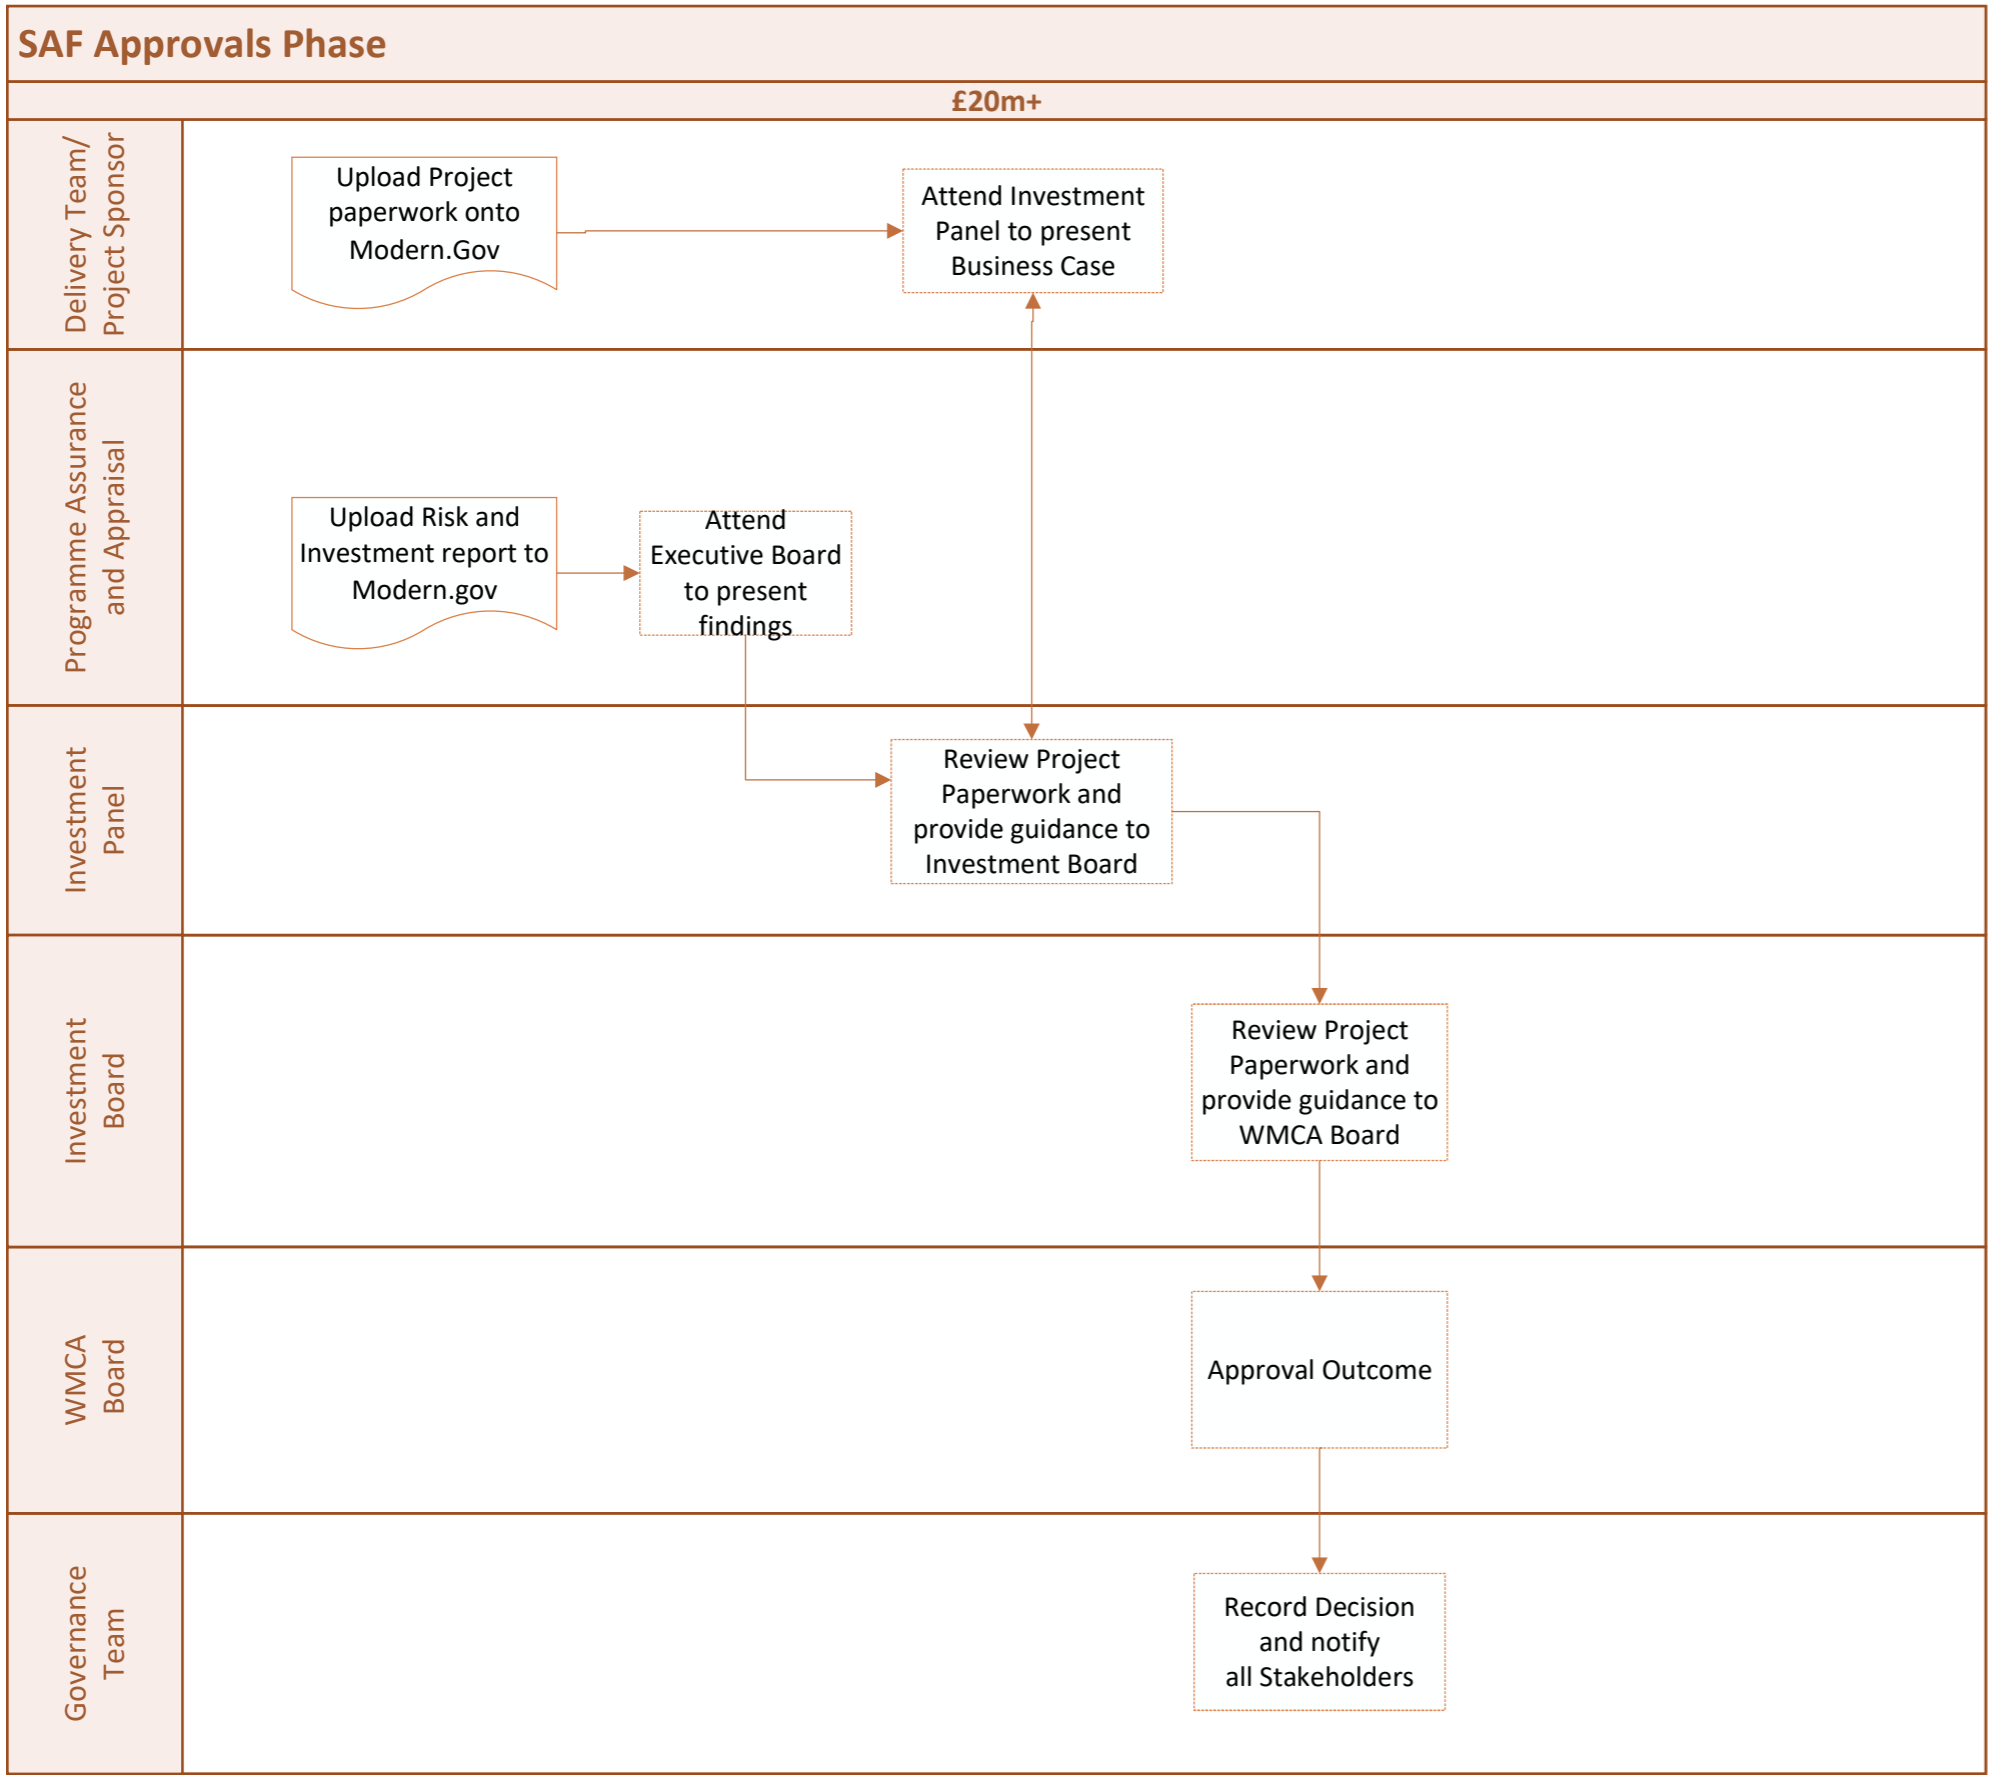 SAF Approvals Phase
£20m+
Delivery Team/
Project Sponsor
Upload Project
paperwork onto
Modern.Gov
Attend Investment
Panel to present
Business Case
Programme Assurance
and Appraisal
Upload Risk and
Investment report to
Modern.gov
Attend
Executive Board
to present
findings
Investment
Panel
Review Project
Paperwork and
provide guidance to
Investment Board
Investment
Board
Review Project
Paperwork and
provide guidance to
WMCA Board
WMCA
Board
Approval Outcome
Governance
Team
Record Decision
and notify
all Stakeholders